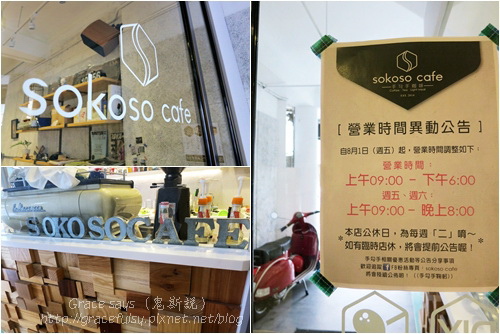 sokoso cafe
SOKOSOCAFE
Grace says (鬼斯說)
http://gracefulsy.pixnet.net/blog
sokoso cafe
[ 營業時間異動公告 ]
自8月1日（週五）起，營業時間調整如下：
營業時間：
上午09:00 - 下午6:00
週五、週六：
上午09:00 - 晚上8:00
本店公休日，為每週「二」唷～
如有臨時店休，將會提前公告喔！